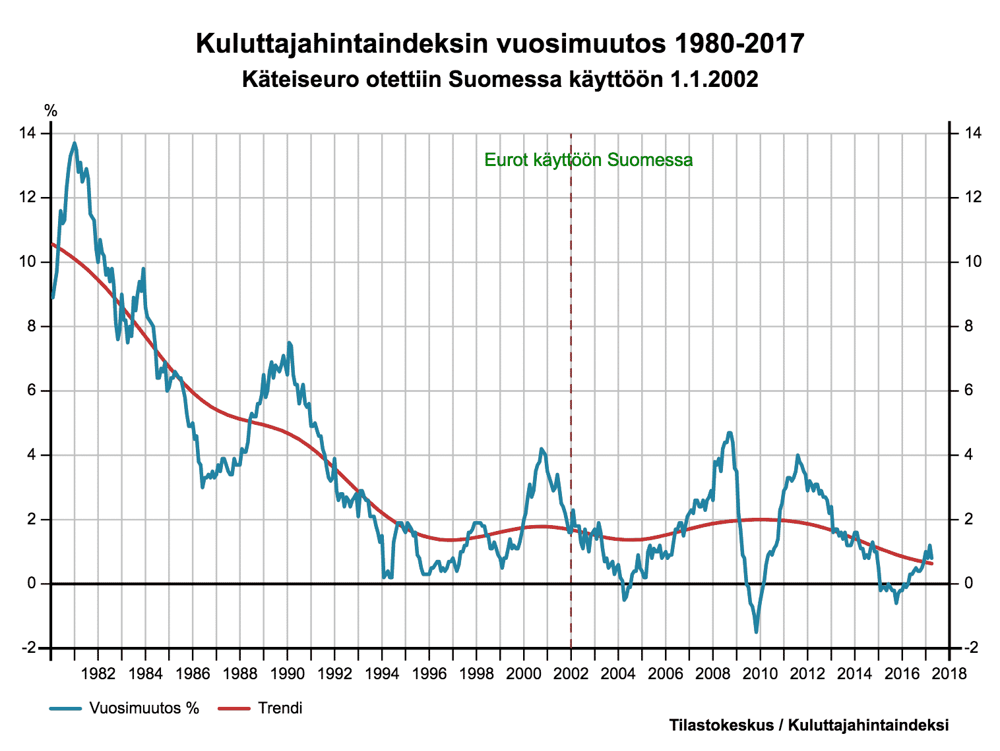 Kuluttajahintaindeksin vuosimuutos 1980-2017
Käteiseuro otettiin Suomessa käyttöön 1.1.2002
%
14 14
Eurot käyttöön Suomessa
12 12
10 10
8 8
6 6
4 4
2 2
0 0
-2 -2
1982 1984 1986 1988 1990 1992 1994 1996 1998 2000 2002 2004 2006 2008 2010 2012 2014 2016 2018
Vuosimuutos % Trendi
Tilastokeskus / Kuluttajahintaindeksi